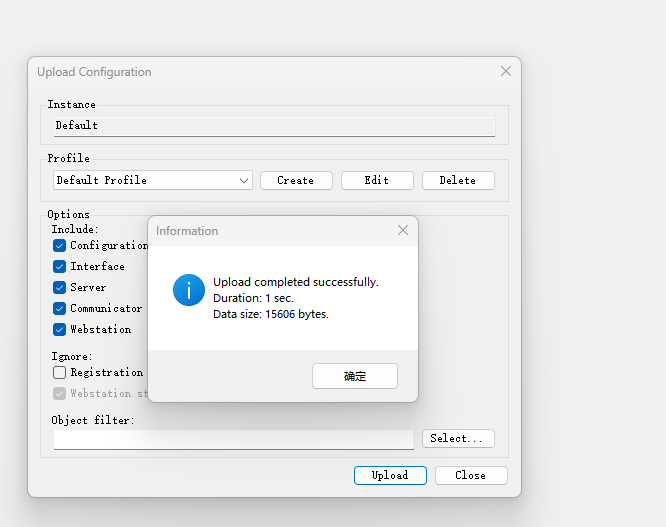 Upload Configuration
Instance
Default
Profile
Default Profile
Create
Edit
Delete
Options
Include:
Configuration
Interface
Server
Communicator
Webstation
Ignore:
Registration
Webstation st
Object filter:
Select...
Upload
Close
Information
Upload completed successfully.
Duration: 1 sec.
Data size: 15606 bytes.
确定